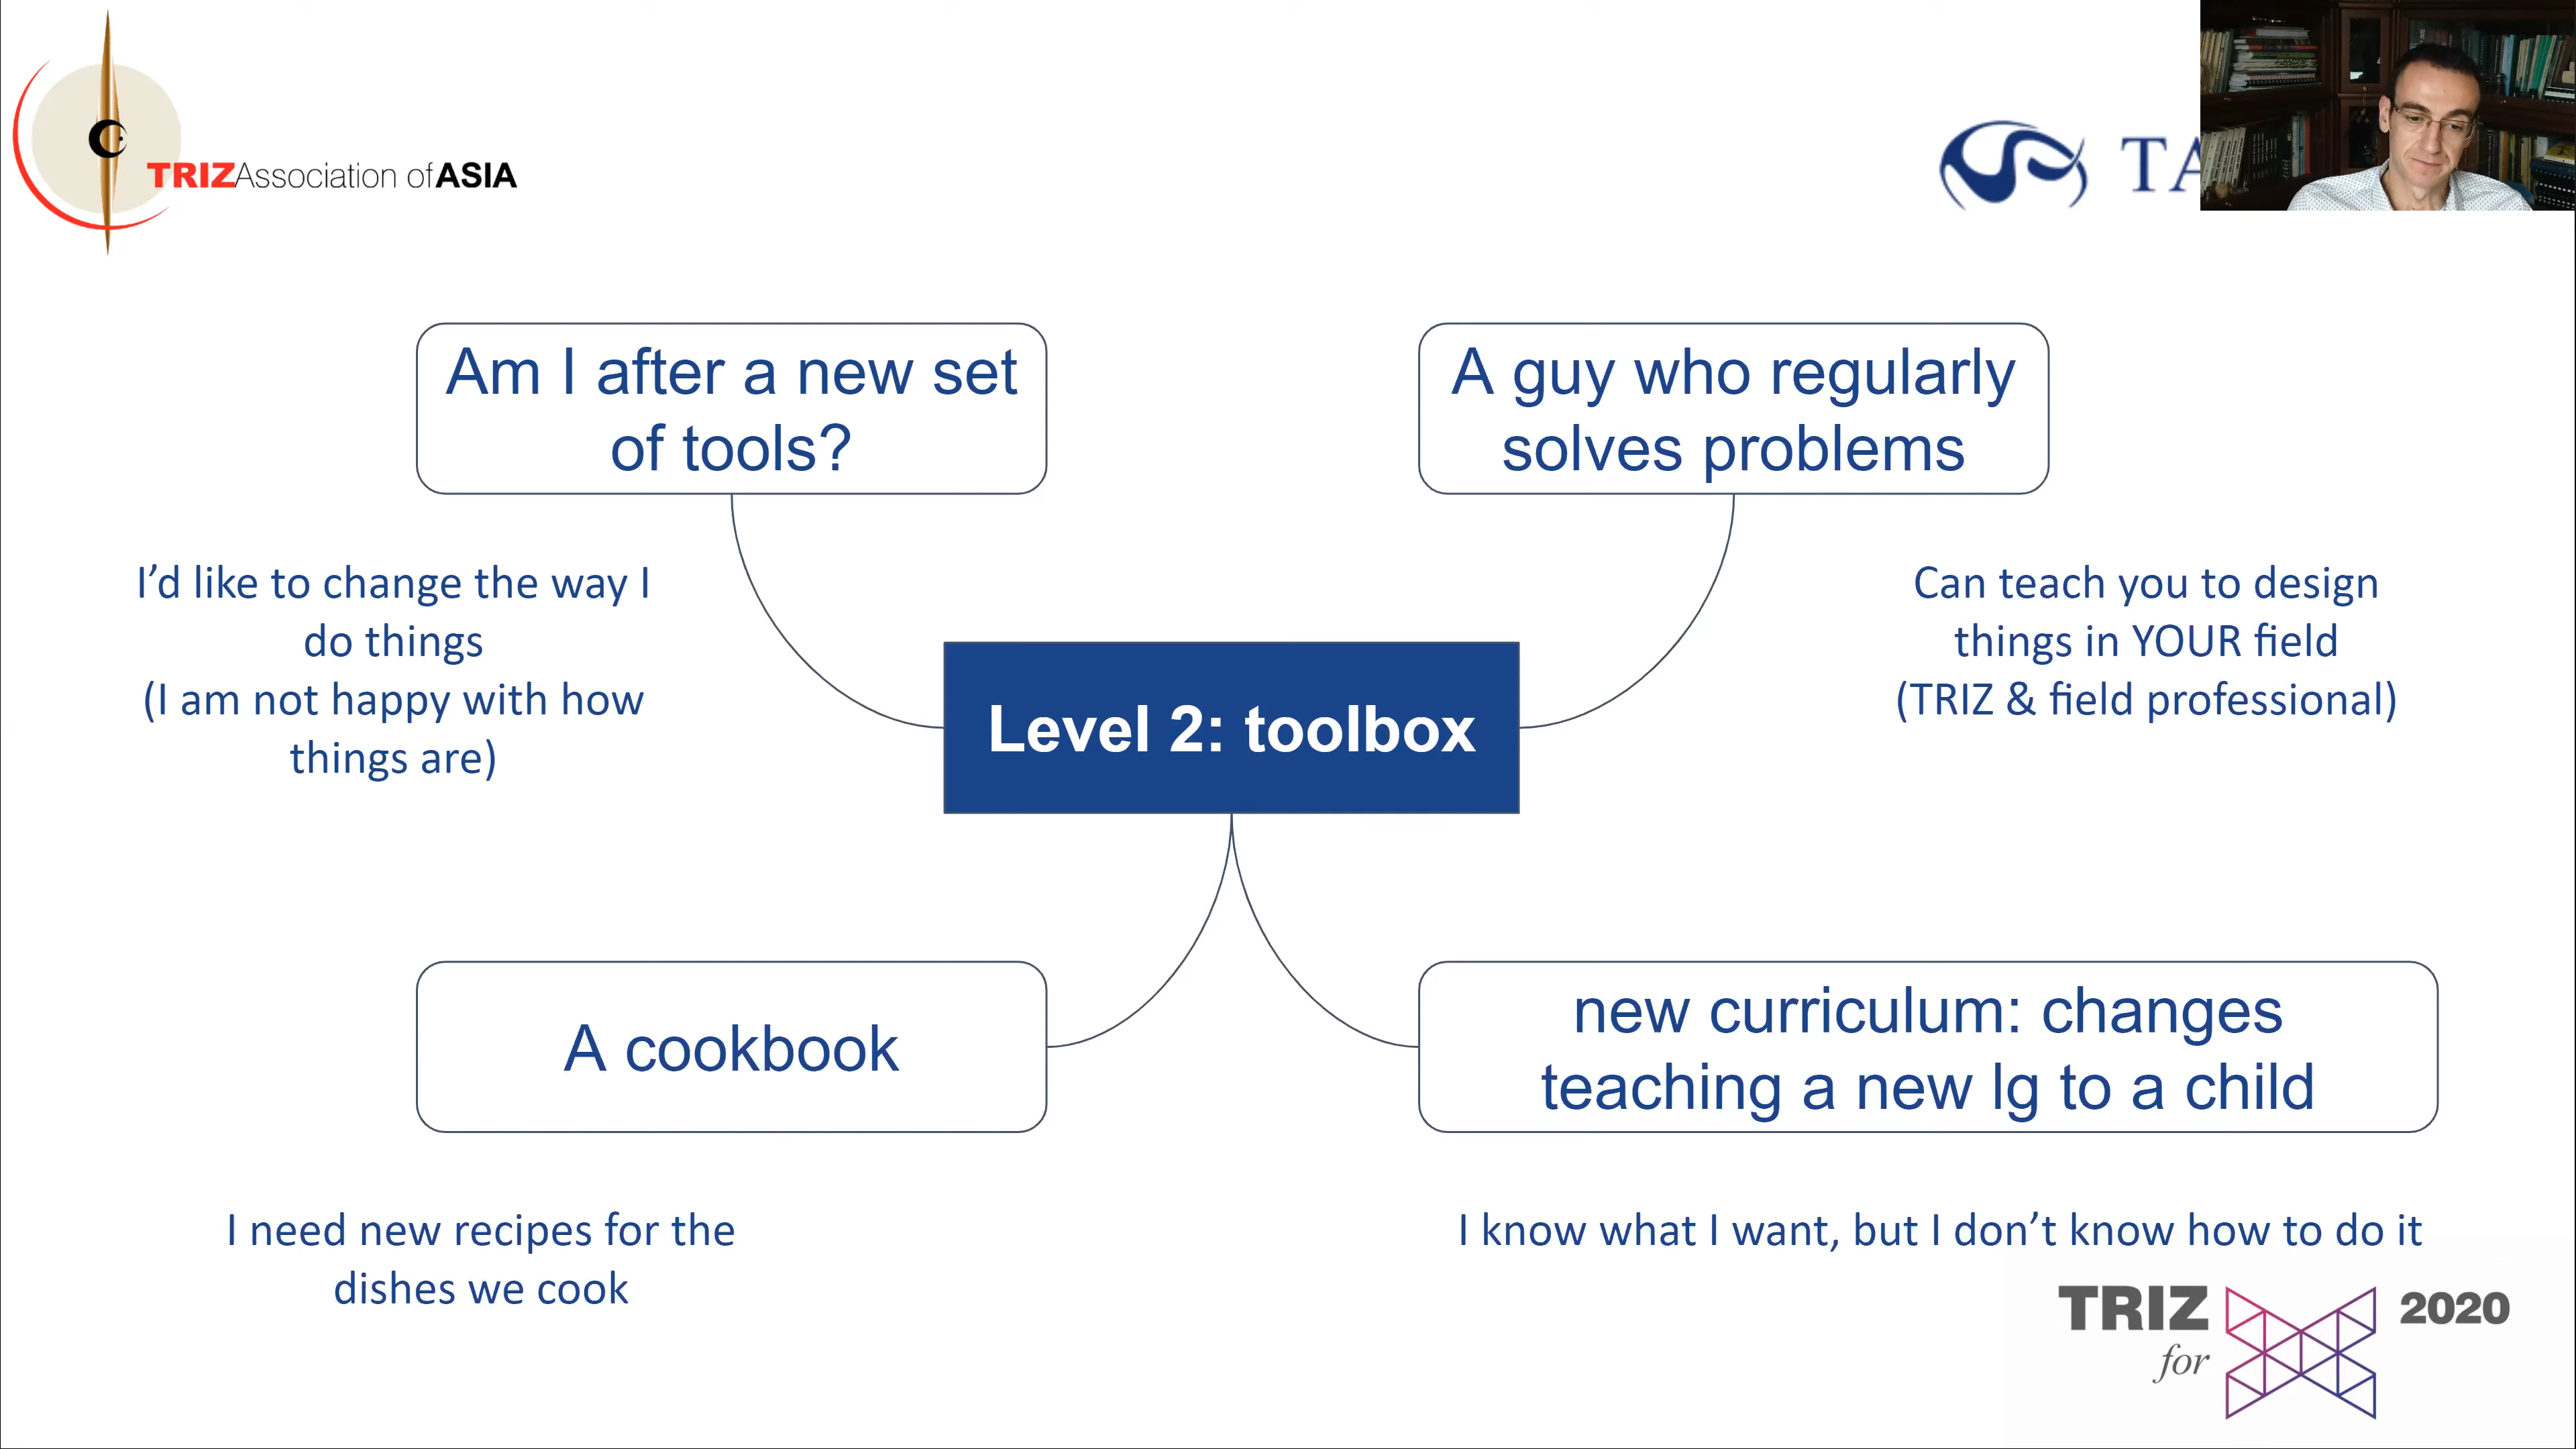 TRIZAssociation of ASIA
Am I after a new set
of tools?
A guy who regularly
solves problems
I’d like to change the way I
do things
(I am not happy with how
things are)
Can teach you to design
things in YOUR field
(TRIZ & field professional)
Level 2: toolbox
A cookbook
new curriculum: changes
teaching a new lg to a child
I need new recipes for the
dishes we cook
I know what I want, but I don’t know how to do it
TRIZ
for
2020